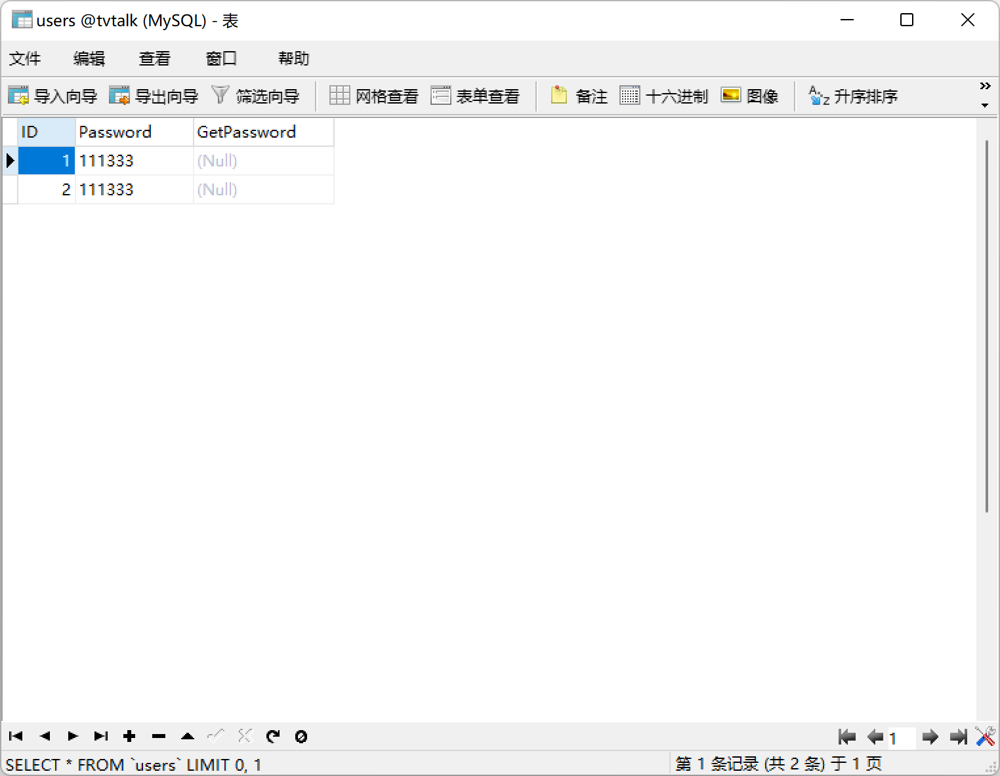 users @tvtalk (MySQL) - 表
文件 编辑 查看 窗口 帮助
导入向导 导出向导 筛选向导 网格查看 表单查看 备注 十六进制 图像 升序排序
ID Password GetPassword
1 111333 (Null)
2 111333 (Null)
1
SELECT * FROM `users` LIMIT 0, 1 第 1 条记录 (共 2 条) 于 1 页